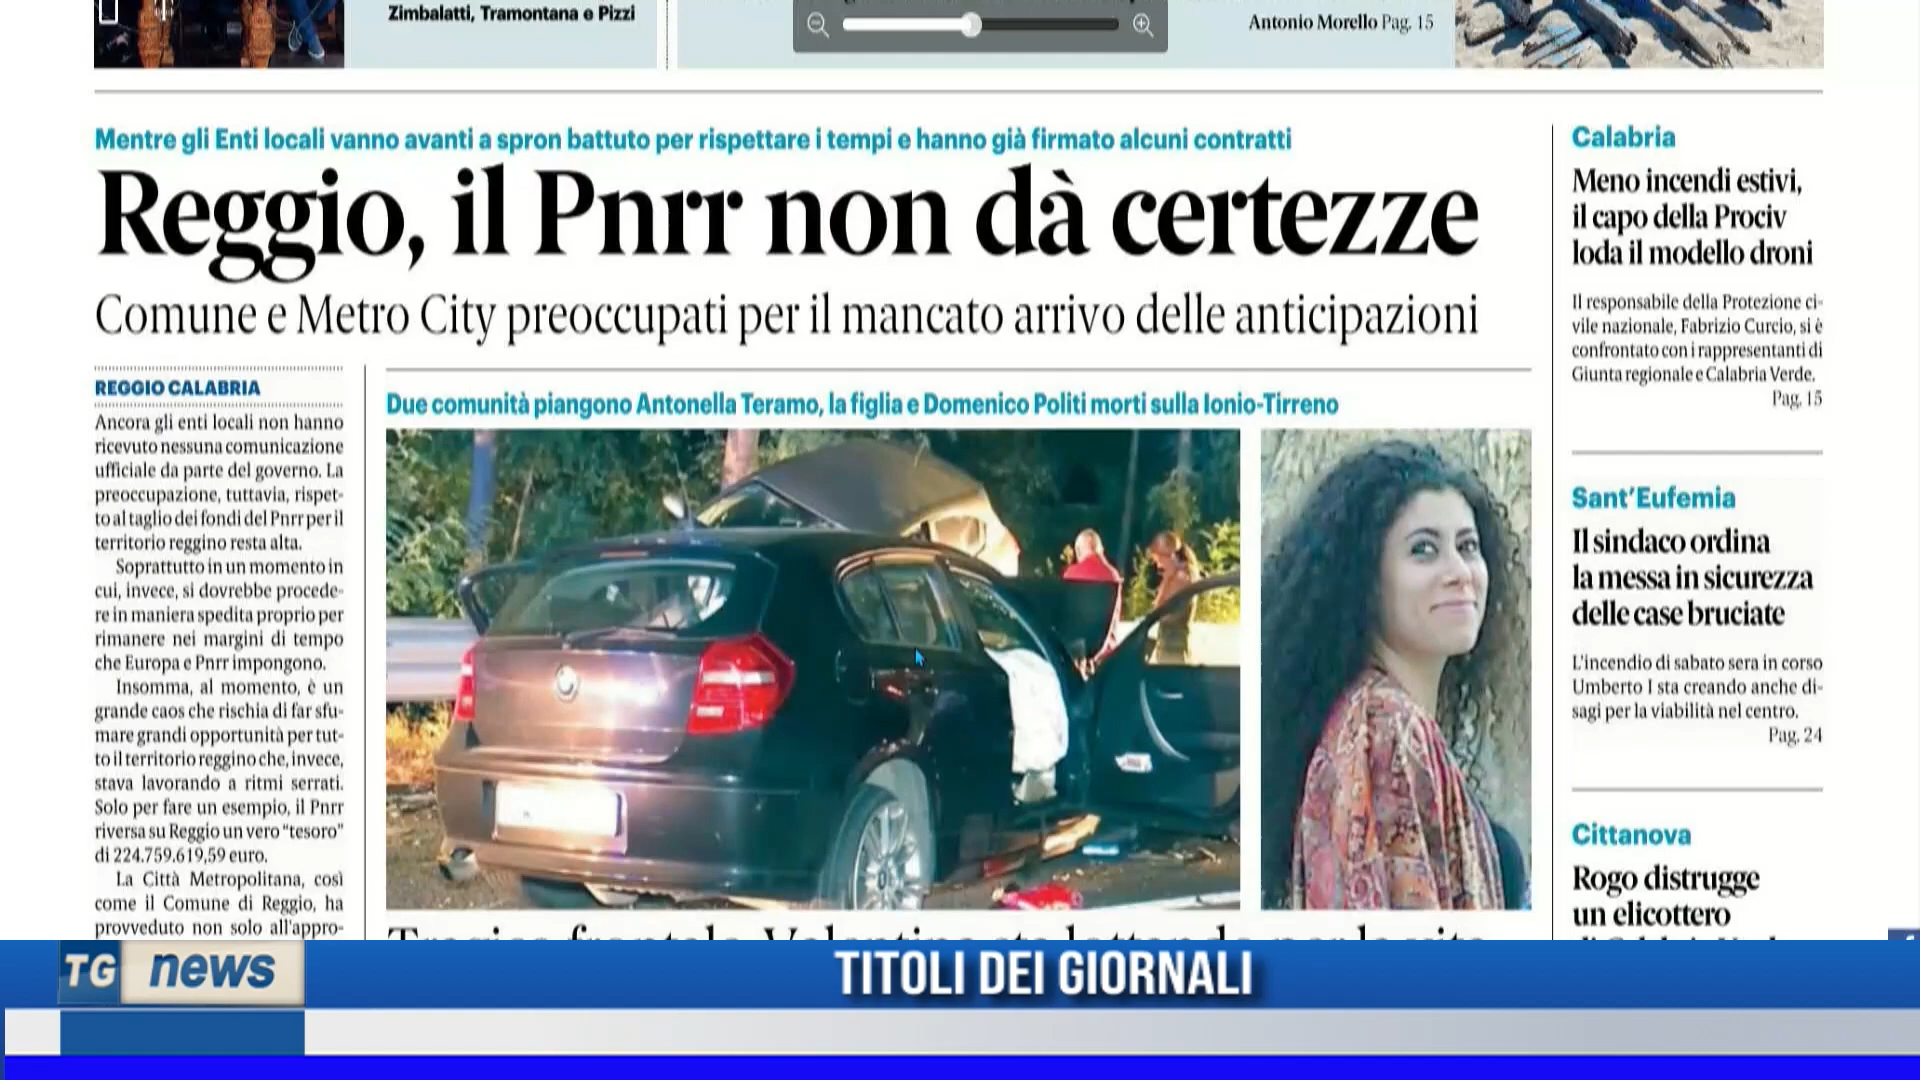 Zimbalatti, Tramontana e Pizzi
Antonio Morello Pag. 15
Mentre gli Enti locali vanno avanti a spron battuto per rispettare i tempi e hanno già firmato alcuni contratti
Reggio, il Pnrr non dà certezze
Comune e Metro City preoccupati per il mancato arrivo delle anticipazioni
REGGIO CALABRIA
Ancora gli enti locali non hanno
ricevuto nessuna comunicazione
ufficiale da parte del governo. La
preoccupazione, tuttavia, rispet-
to al taglio dei fondi del Pnrr per il
territorio reggino resta alta.
Soprattutto in un momento in
cui, invece, si dovrebbe procede-
re in maniera spedita proprio per
rimanere nei margini di tempo
che Europa e Pnrr impongono.
Insomma, al momento, è un
grande caos che rischia di far sfu-
mare grandi opportunità per tut-
to il territorio reggino che, invece,
stava lavorando a ritmi serrati.
Solo per fare un esempio, il Pnrr
riversa su Reggio un vero “tesoro”
di 224.759.619,59 euro.
La Città Metropolitana, così
come il Comune di Reggio, ha
provveduto non solo all'appro-
Due comunità piangono Antonella Teramo, la figlia e Domenico Politi morti sulla Ionio-Tirreno
Calabria
Meno incendi estivi,
il capo della Prociv
loda il modello droni
Il responsabile della Protezione ci-
vile nazionale, Fabrizio Curcio, si è
confrontato con i rappresentanti di
Giunta regionale e Calabria Verde.
Pag. 15
Sant'Eufemia
Il sindaco ordina
la messa in sicurezza
delle case bruciate
L'incendio di sabato sera in corso
Umberto I sta creando anche di-
sagi per la viabilità nel centro.
Pag. 24
Cittanova
Rogo distrugge
un elicottero
TG news
TITOLI DEI GIORNALI